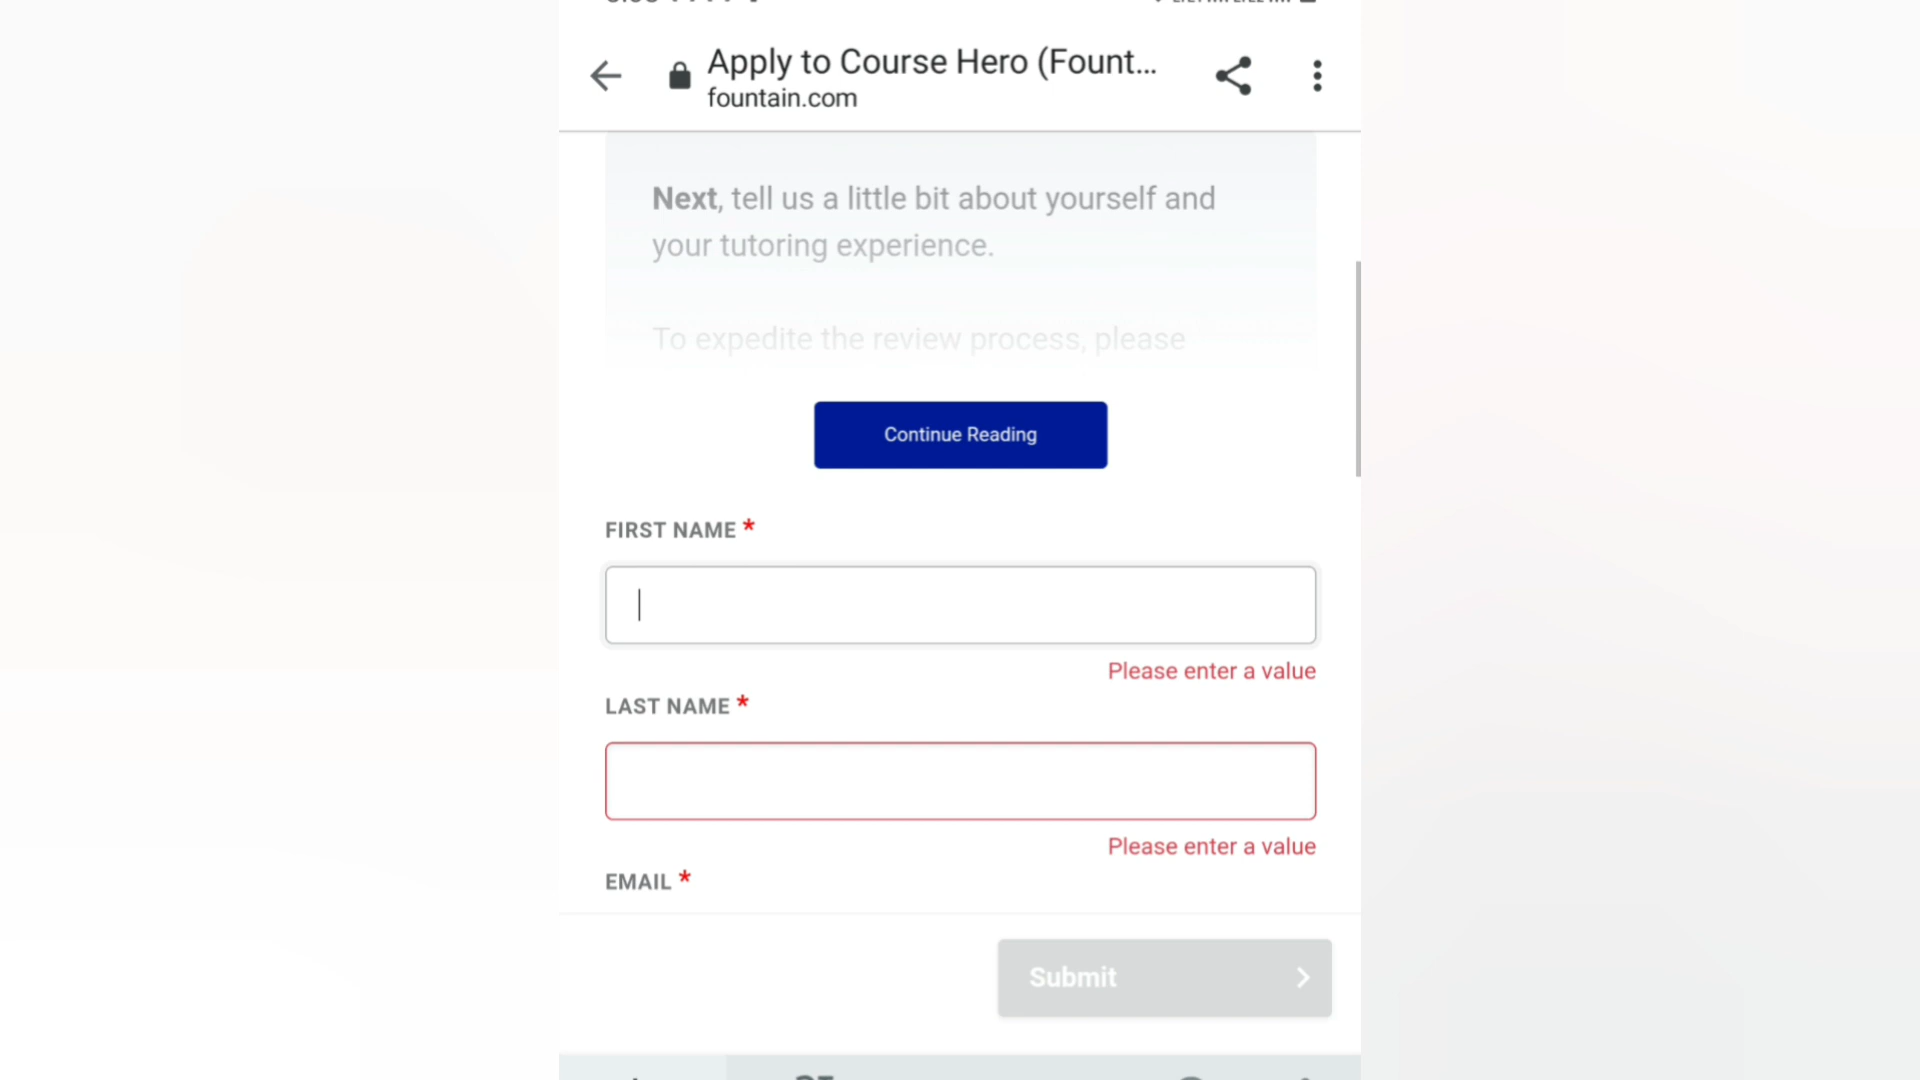 Apply to Course Hero (Fount...
fountain.com
Next, tell us a little bit about yourself and
your tutoring experience.
To expedite the review process, please
Continue Reading
FIRST NAME *
Please enter a value
LAST NAME *
Please enter a value
EMAIL *
Submit